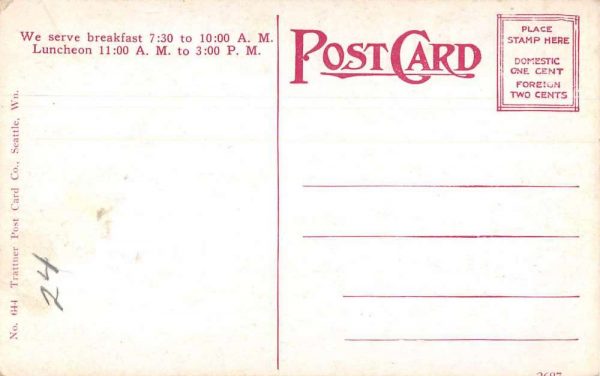 We serve breakfast 7:30 to 10:00 A. M.
Luncheon 11:00 A. M. to 3:00 P. M.
POST CARD
PLACE
STAMP HERE
DOMESTIC
ONE CENT
FOREIGN
TWO CENTS
No. 644 Trattner Post Card Co., Seattle, Wn.
24